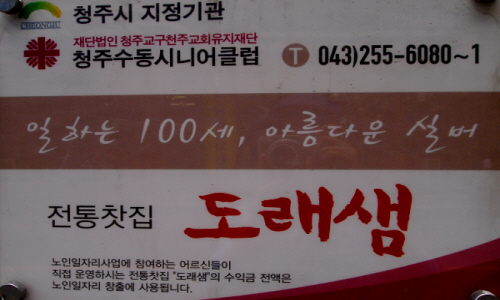 CHEONGJU
청주시 지정기관
재단법인 청주교구천주교회유지재단
청주수동시니어클럽
T 043)255-6080~1
일하는 100세, 아름다운 실버
전통찻집 도래샘
노인일자리사업에 참여하는 어르신들이
직접 운영하시는 전통찻집 "도래샘"의 수익금 전액은
노인일자리 창출에 사용됩니다.